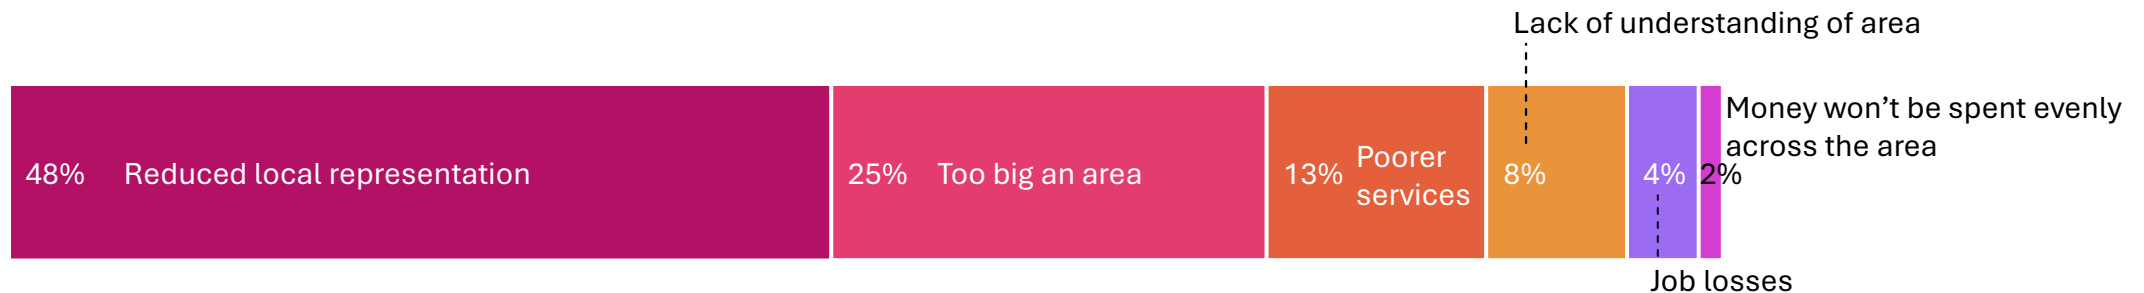 Lack of understanding of area
48% Reduced local representation
25% Too big an area
13% Poorer
services
8%
4%
2%
Money won’t be spent evenly
across the area
Job losses